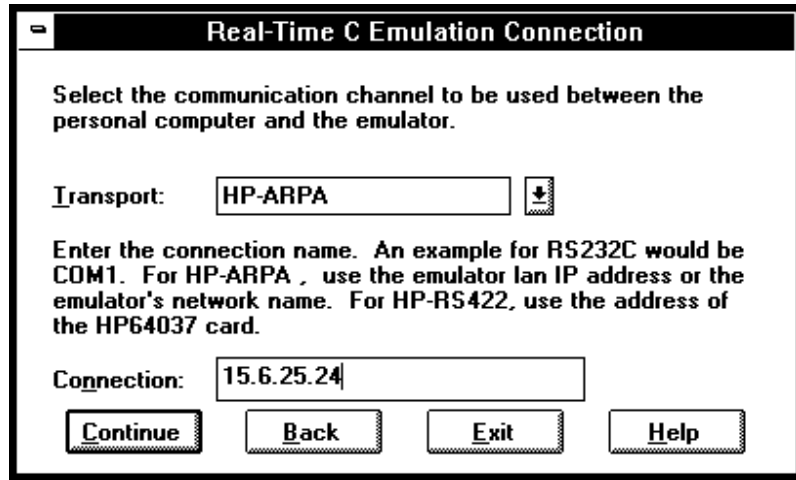 Real-Time C Emulation Connection
Select the communication channel to be used between the
personal computer and the emulator.
Transport: HP-ARPA
Enter the connection name.  An example for RS232C would be
COM1.  For HP-ARPA ,  use the emulator lan IP address or the
emulator's network name.  For HP-RS422, use the address of
the HP64037 card.
Connection: 15.6.25.24
Continue Back Exit Help